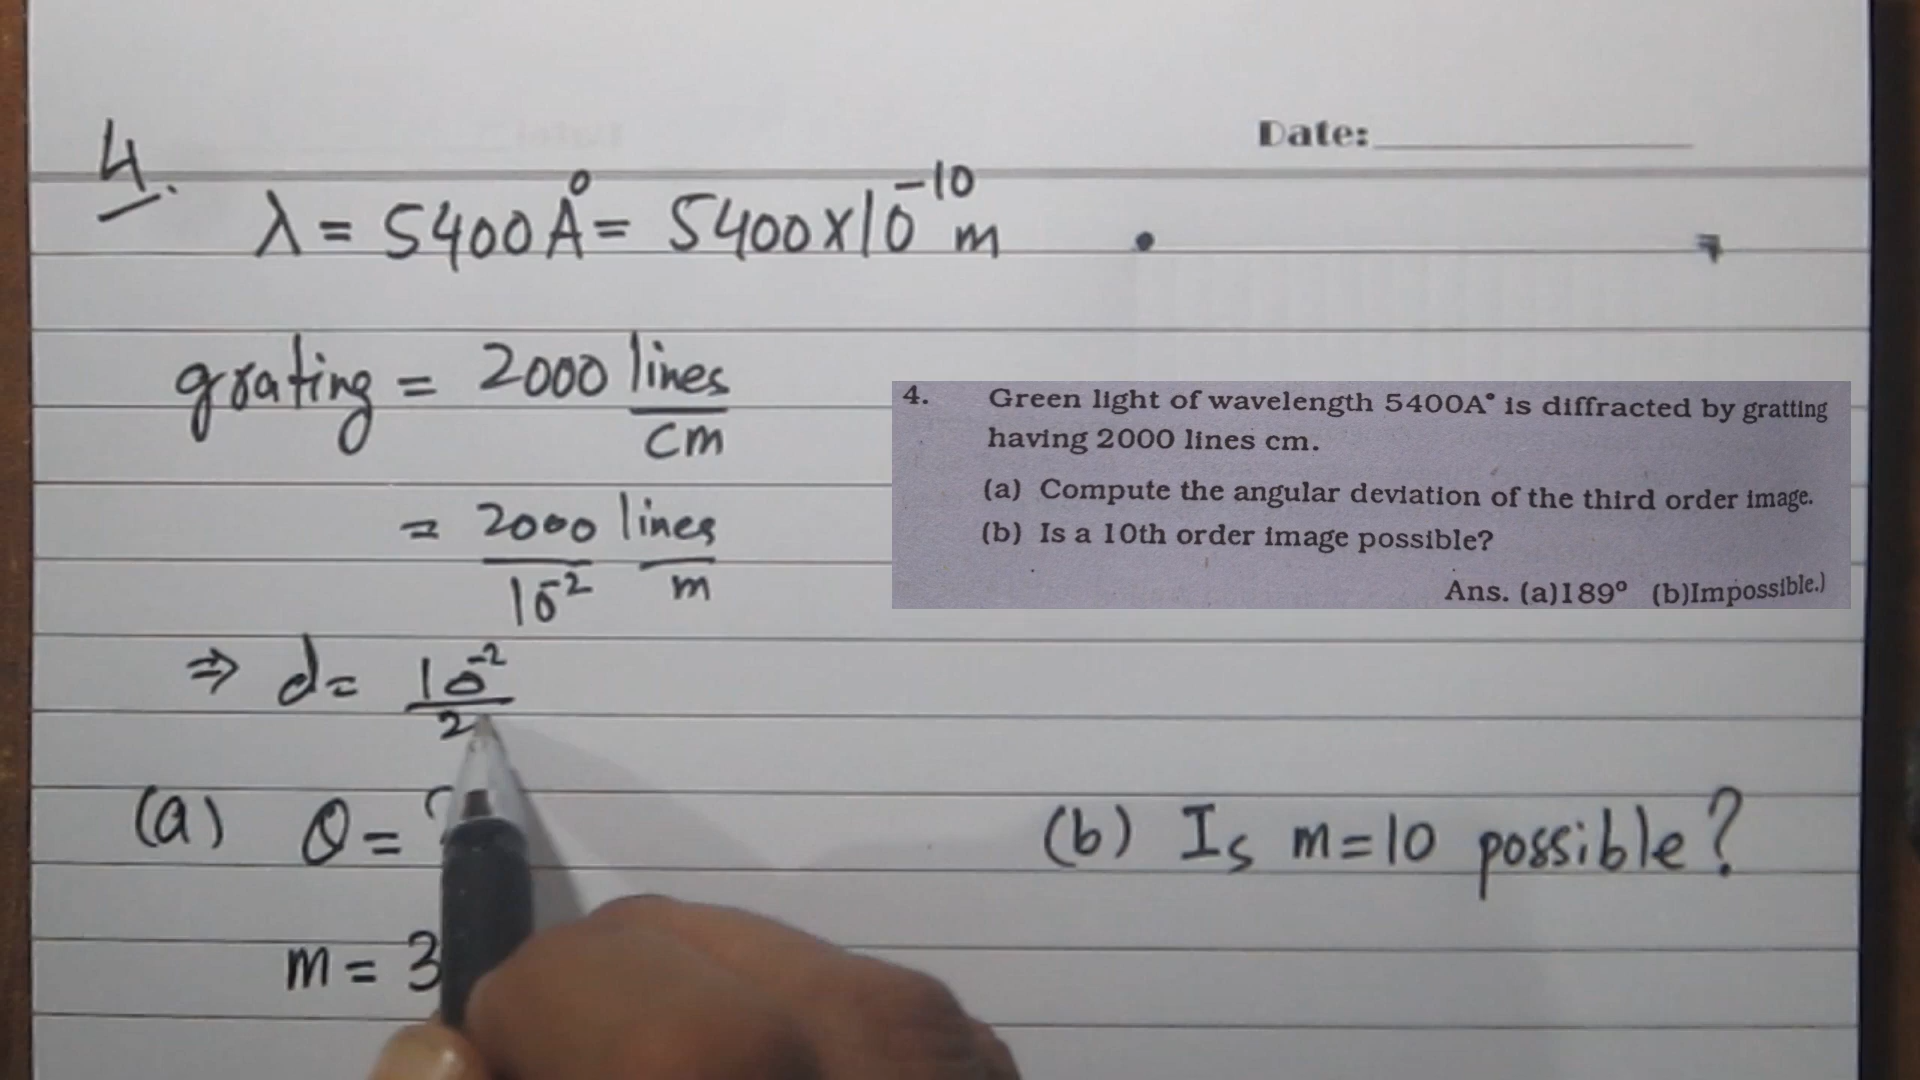 Date:
4.
λ = 5400 Å = 5400×10⁻¹⁰ m
grating = 2000 lines/cm
= 2000/10⁻² lines/m
⇒ d = 10⁻²/2
(a) θ =
m = 3
(b) Is m=10 possible?
4. Green light of wavelength 5400A° is diffracted by gratting
having 2000 lines cm.
(a) Compute the angular deviation of the third order image.
(b) Is a 10th order image possible?
Ans. (a)189° (b)Impossible.)